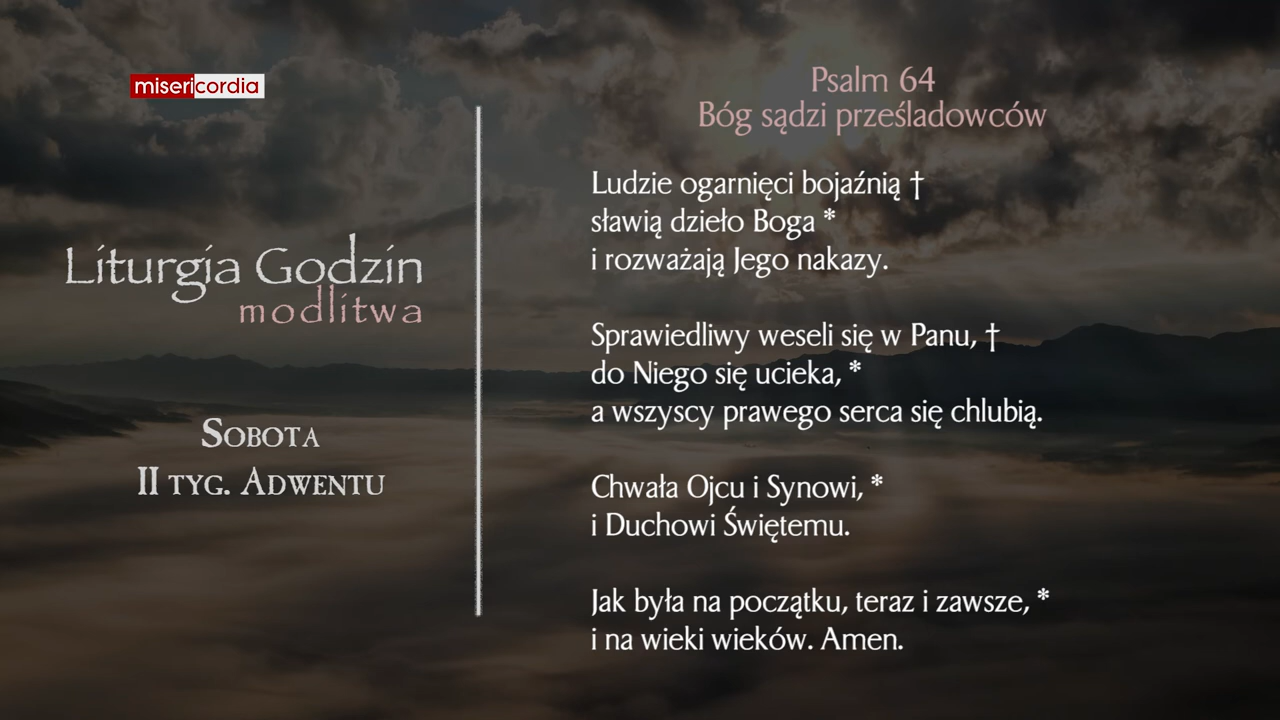 misericordia
Liturgia Godzin
modlitwa
Sobota
II tyg. Adwentu
Psalm 64
Bóg sądzi prześladowców
Ludzie ogarnięci bojaźnią †
sławią dzieło Boga *
i rozważają Jego nakazy.
Sprawiedliwy weseli się w Panu, †
do Niego się ucieka, *
a wszyscy prawego serca się chlubią.
Chwała Ojcu i Synowi, *
i Duchowi Świętemu.
Jak była na początku, teraz i zawsze, *
i na wieki wieków. Amen.